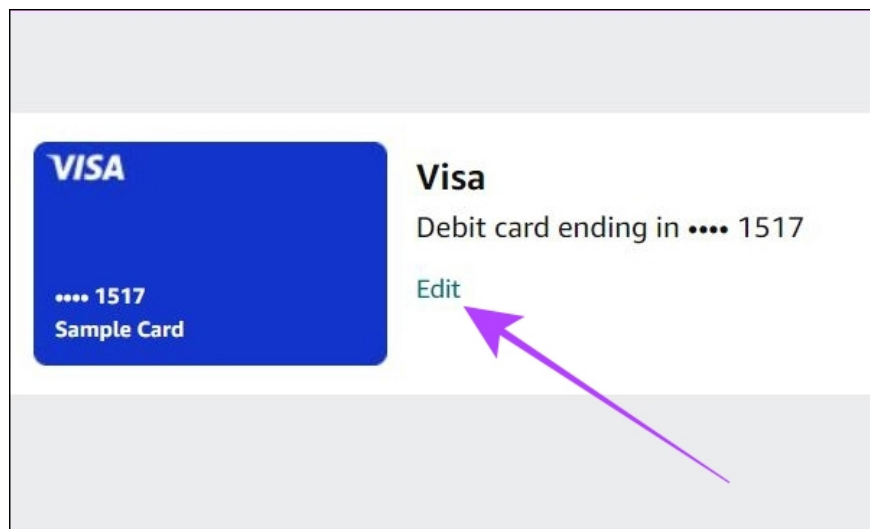 VISA
•••• 1517
Sample Card
Visa
Debit card ending in •••• 1517
Edit